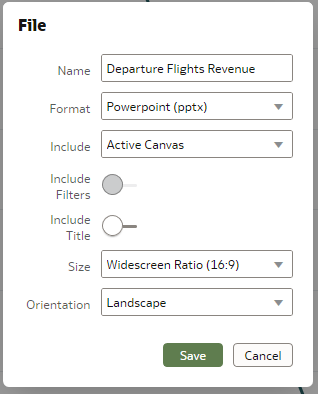 File
Name Departure Flights Revenue
Format Powerpoint (pptx)
Include Active Canvas
Include
Filters
Include
Title
Size Widescreen Ratio (16:9)
Orientation Landscape
Save Cancel